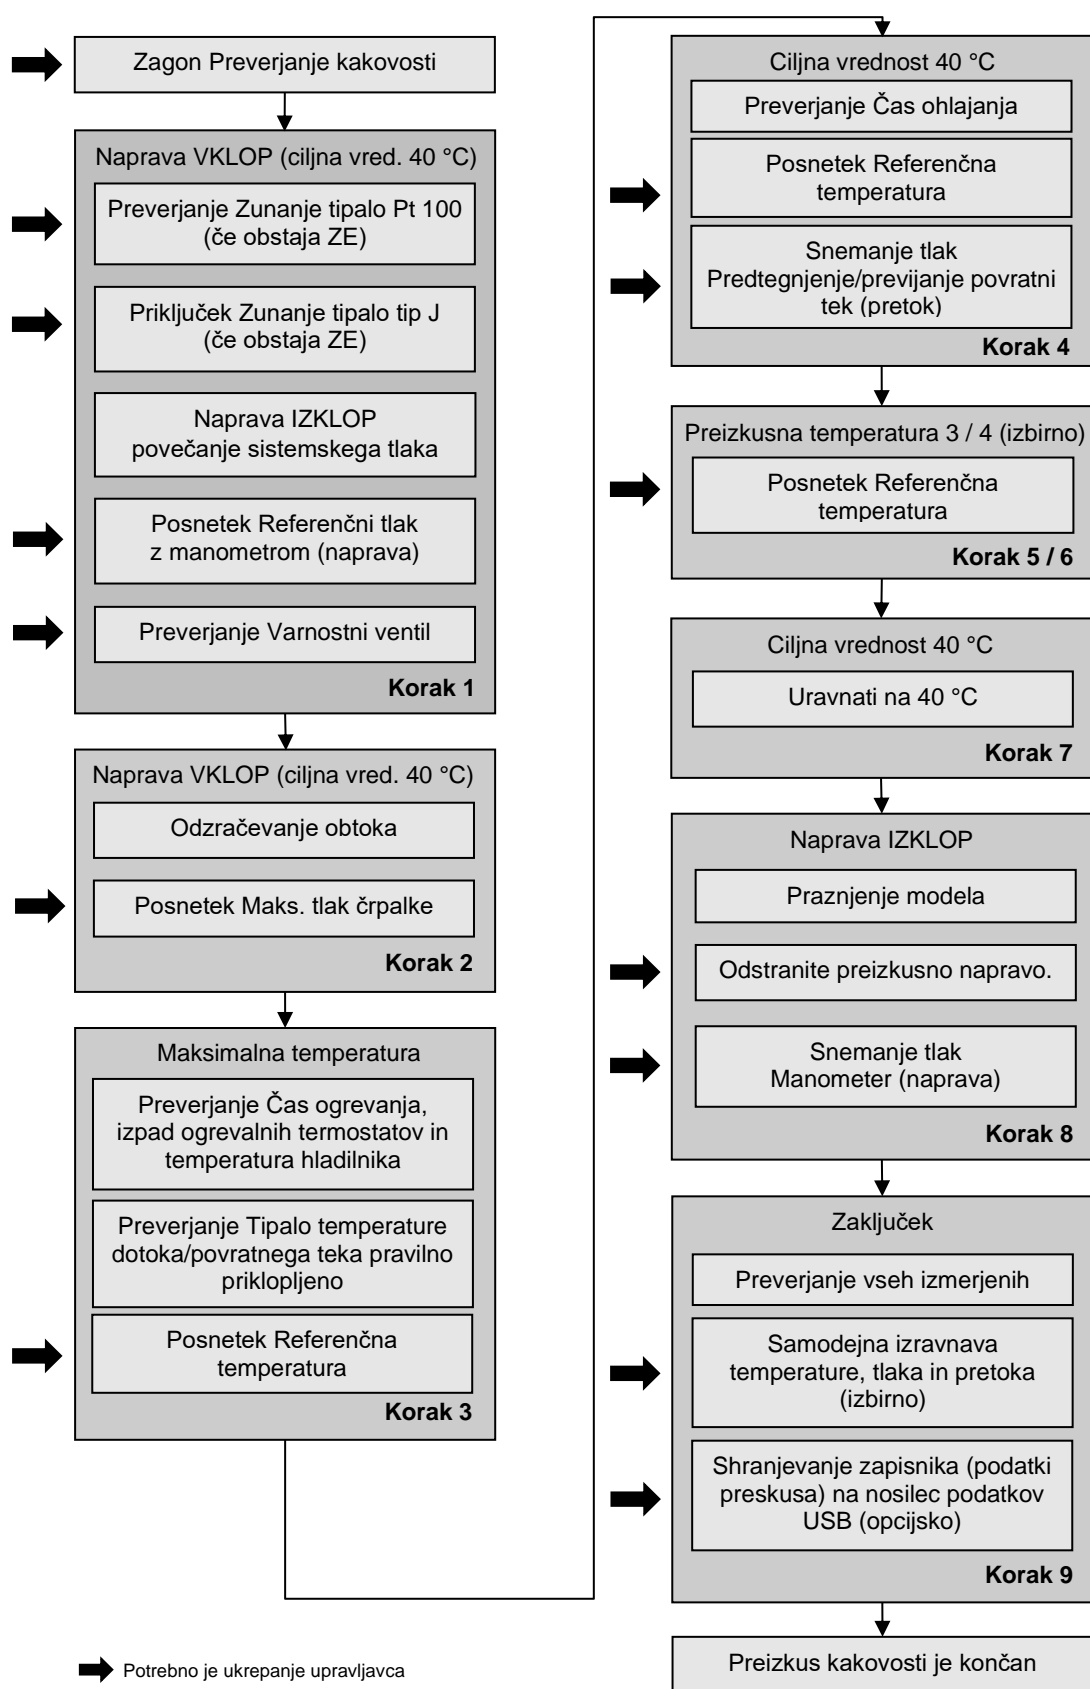 Zagon Preverjanje kakovosti
Naprava VKLOP (ciljna vred. 40 °C)
Preverjanje Zunanje tipalo Pt 100
(če obstaja ZE)
Priključek Zunanje tipalo tip J
(če obstaja ZE)
Naprava IZKLOP
povečanje sistemskega tlaka
Posnetek Referenčni tlak
z manometrom (naprava)
Preverjanje Varnostni ventil
Korak 1
Naprava VKLOP (ciljna vred. 40 °C)
Odzračevanje obtoka
Posnetek Maks. tlak črpalke
Korak 2
Maksimalna temperatura
Preverjanje Čas ogrevanja,
izpad ogrevalnih termostatov in
temperatura hladilnika
Preverjanje Tipalo temperature
dotoka/povratnega teka pravilno
priklopljeno
Posnetek Referenčna
temperatura
Korak 3
Ciljna vrednost 40 °C
Preverjanje Čas ohlajanja
Posnetek Referenčna
temperatura
Snemanje tlak
Predtegnjenje/previjanje povratni
tek (pretok)
Korak 4
Preizkusna temperatura 3 / 4 (izbirno)
Posnetek Referenčna
temperatura
Korak 5 / 6
Ciljna vrednost 40 °C
Uravnati na 40 °C
Korak 7
Naprava IZKLOP
Praznjenje modela
Odstranite preizkusno napravo.
Snemanje tlak
Manometer (naprava)
Korak 8
Zaključek
Preverjanje vseh izmerjenih
Samodejna izravnava
temperature, tlaka in pretoka
(izbirno)
Shranjevanje zapisnika (podatki
preskusa) na nosilec podatkov
USB (opcijsko)
Korak 9
Preizkus kakovosti je končan
Potrebno je ukrepanje upravljavca